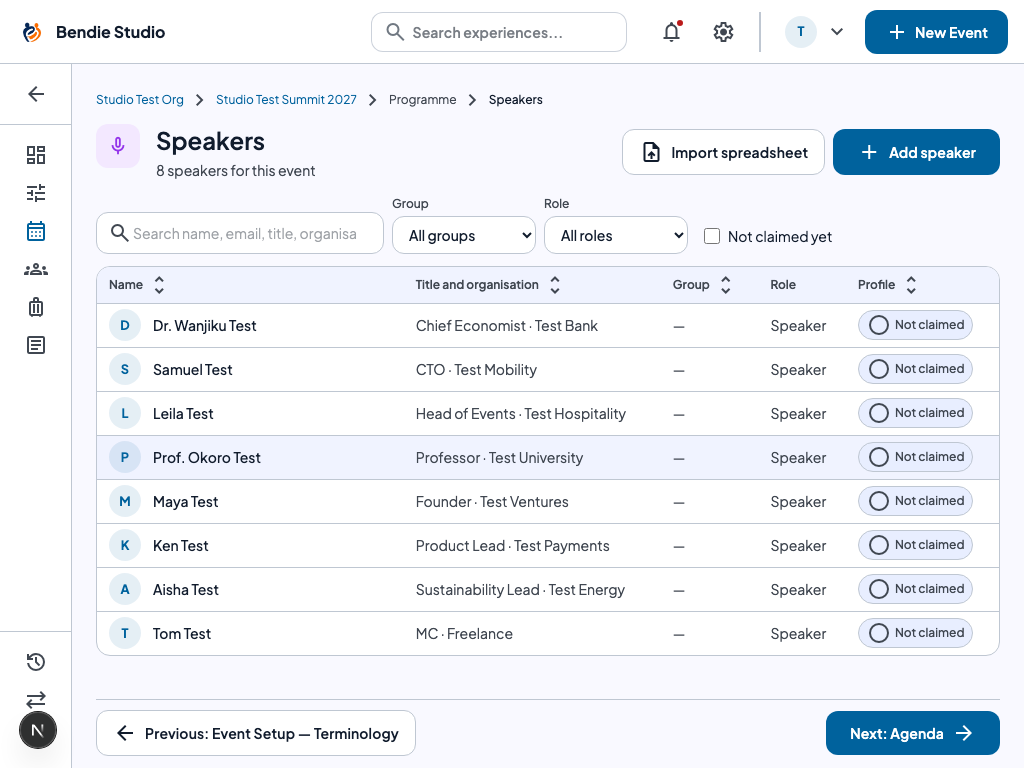 Bendie Studio
Search experiences...
T
New Event
Studio Test Org > Studio Test Summit 2027 > Programme > Speakers
Speakers
8 speakers for this event
Import spreadsheet
Add speaker
Search name, email, title, organisa
Group
All groups
Role
All roles
Not claimed yet
Name Title and organisation Group Role Profile
D Dr. Wanjiku Test Chief Economist · Test Bank — Speaker Not claimed
S Samuel Test CTO · Test Mobility — Speaker Not claimed
L Leila Test Head of Events · Test Hospitality — Speaker Not claimed
P Prof. Okoro Test Professor · Test University — Speaker Not claimed
M Maya Test Founder · Test Ventures — Speaker Not claimed
K Ken Test Product Lead · Test Payments — Speaker Not claimed
A Aisha Test Sustainability Lead · Test Energy — Speaker Not claimed
T Tom Test MC · Freelance — Speaker Not claimed
N
Previous: Event Setup — Terminology
Next: Agenda